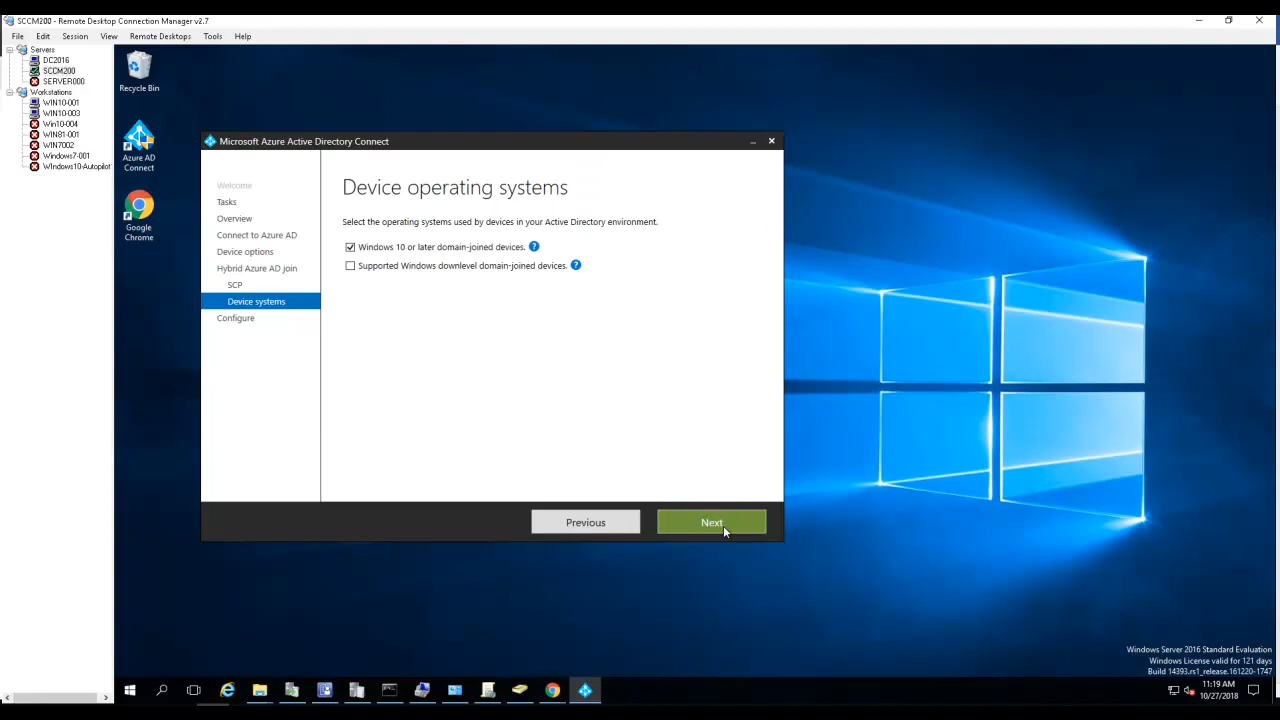 SCCM200 - Remote Desktop Connection Manager v2.7
File Edit Session View Remote Desktops Tools Help
Servers
DC2016
SCCM200
SERVER000
Workstations
WIN10-001
WIN10-003
Win10-004
WIN81-001
WIN7002
Windows7-001
WIndows10-Autopilot
Recycle Bin
Azure AD
Connect
Google
Chrome
Microsoft Azure Active Directory Connect
Welcome
Tasks
Overview
Connect to Azure AD
Device options
Hybrid Azure AD join
SCP
Device systems
Configure
Device operating systems
Select the operating systems used by devices in your Active Directory environment.
Windows 10 or later domain-joined devices. ?
Supported Windows downlevel domain-joined devices. ?
Previous
Next
Windows Server 2016 Standard Evaluation
Windows License valid for 121 days
Build 14393.rs1_release.161220-1747
11:19 AM
10/27/2018